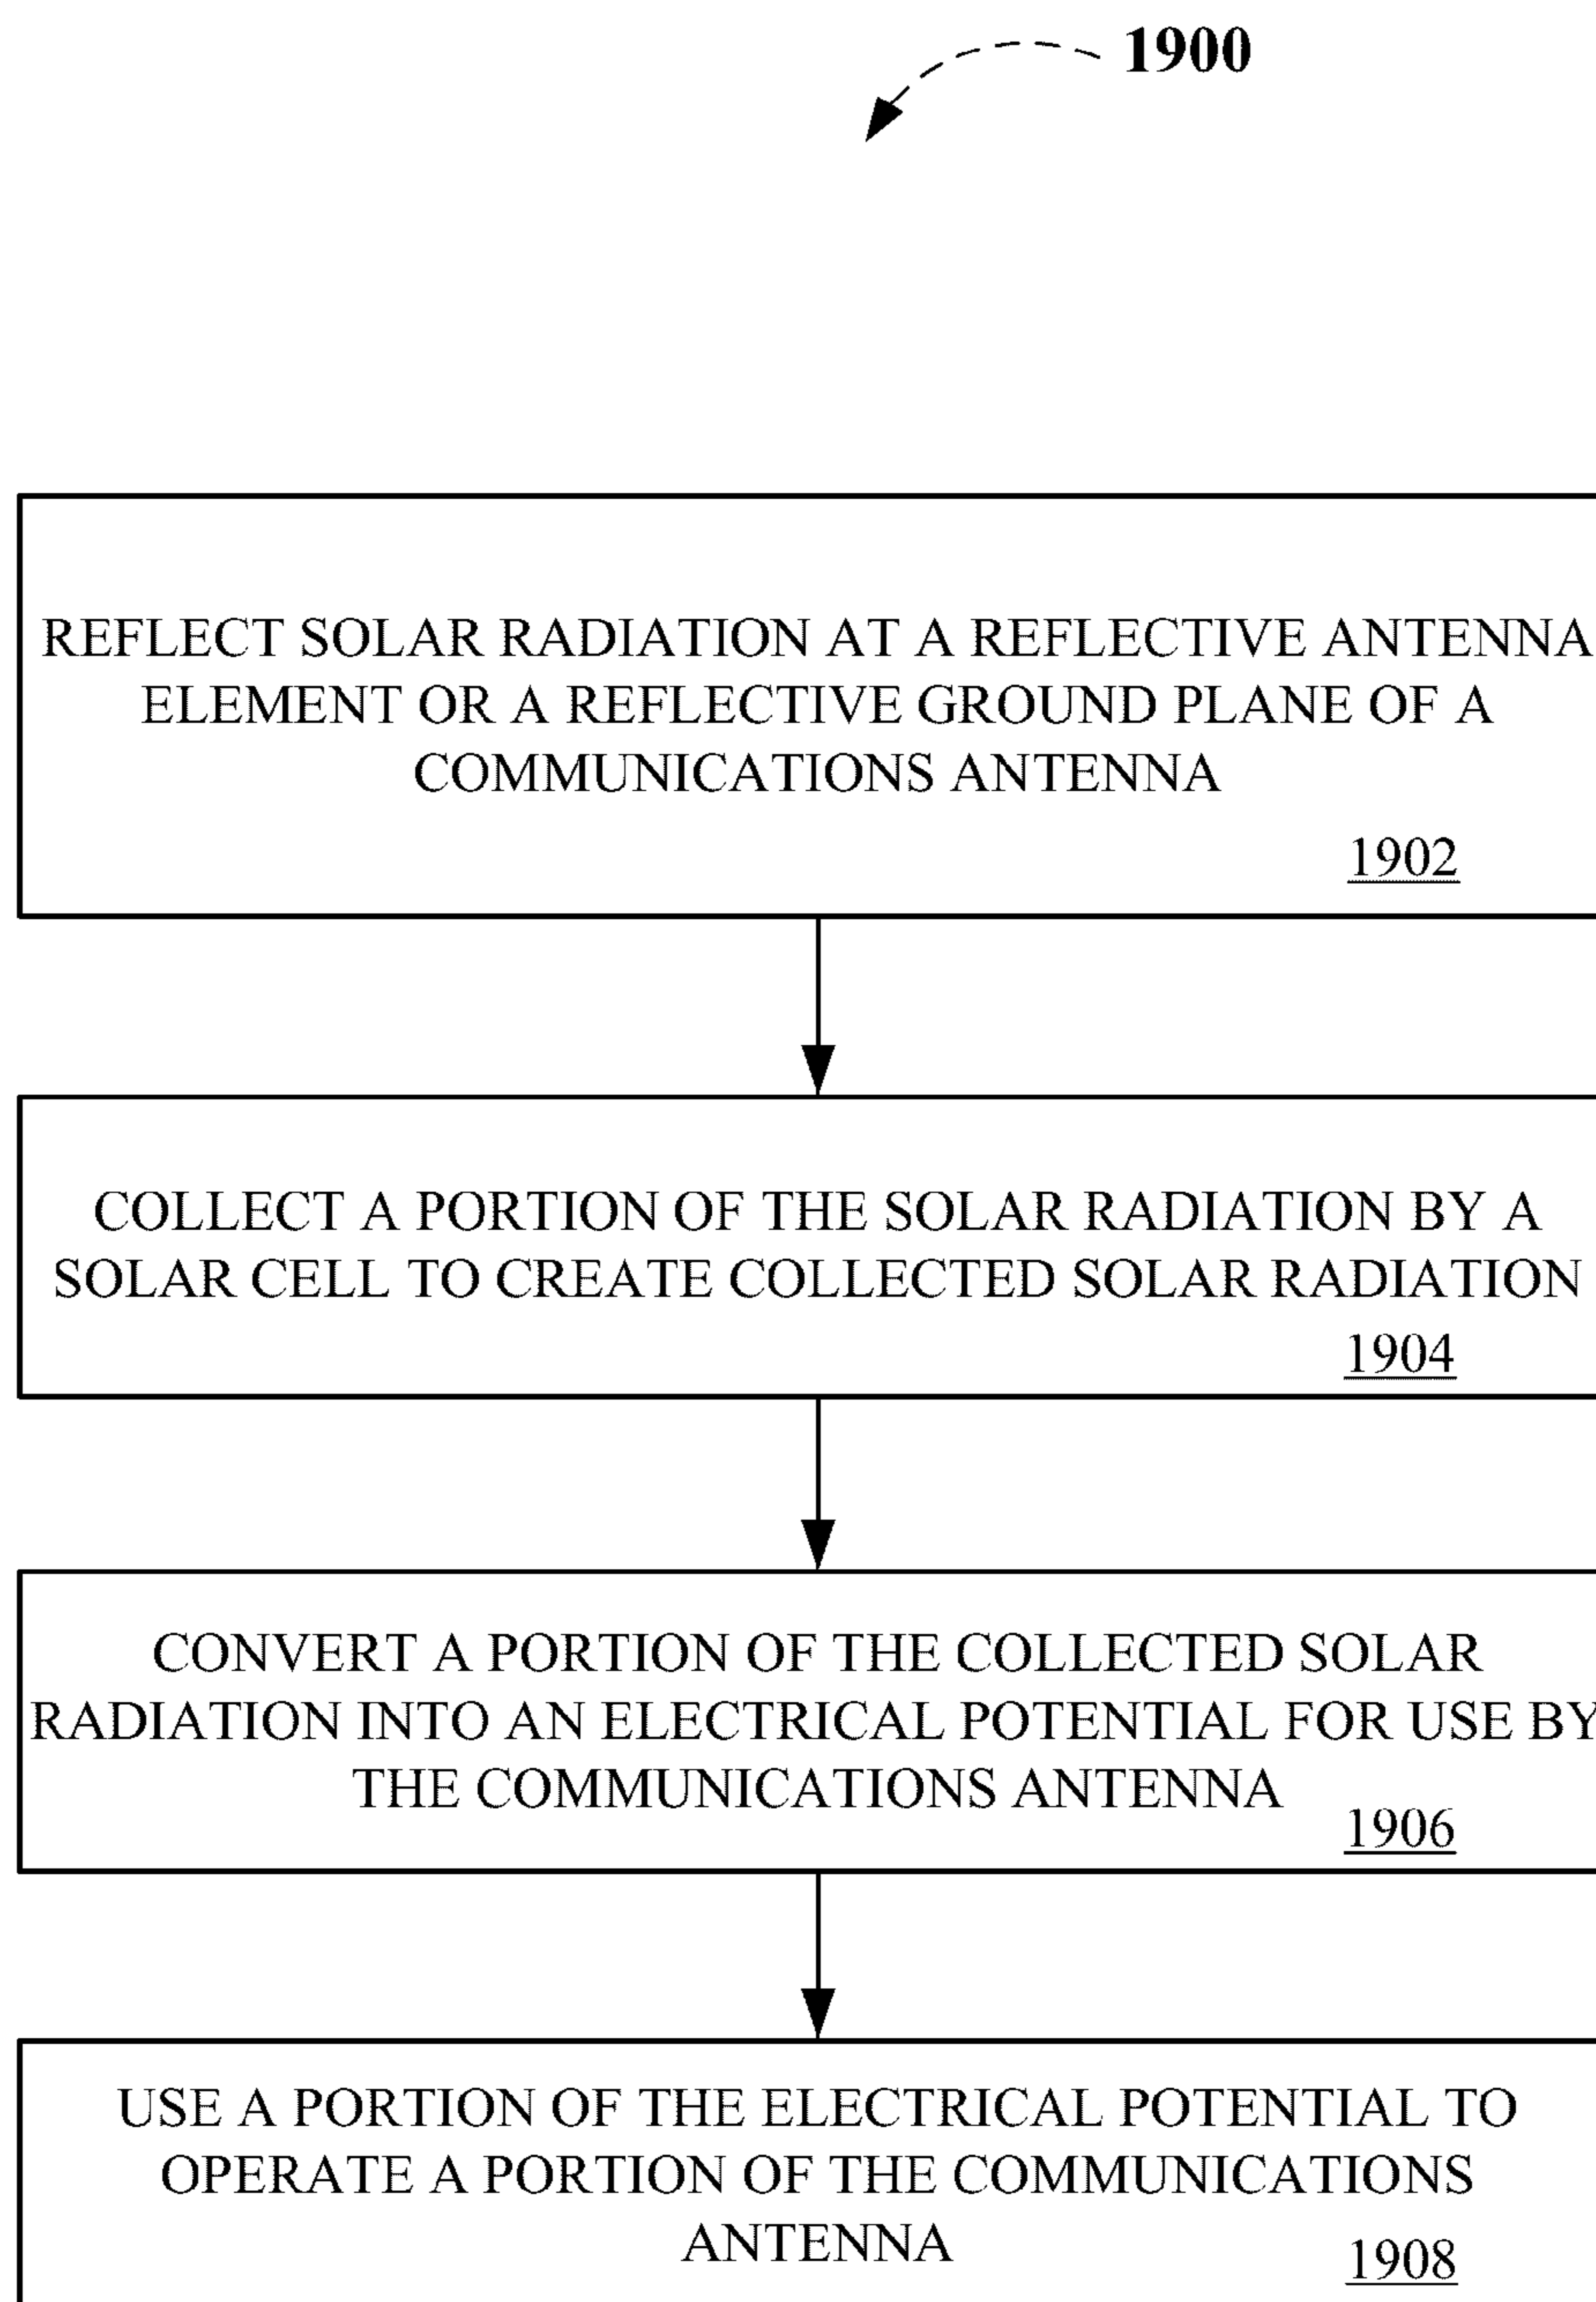 1900
REFLECT SOLAR RADIATION AT A REFLECTIVE ANTENNA
ELEMENT OR A REFLECTIVE GROUND PLANE OF A
COMMUNICATIONS ANTENNA
1902
COLLECT A PORTION OF THE SOLAR RADIATION BY A
SOLAR CELL TO CREATE COLLECTED SOLAR RADIATION
1904
CONVERT A PORTION OF THE COLLECTED SOLAR
RADIATION INTO AN ELECTRICAL POTENTIAL FOR USE BY
THE COMMUNICATIONS ANTENNA
1906
USE A PORTION OF THE ELECTRICAL POTENTIAL TO
OPERATE A PORTION OF THE COMMUNICATIONS
ANTENNA
1908